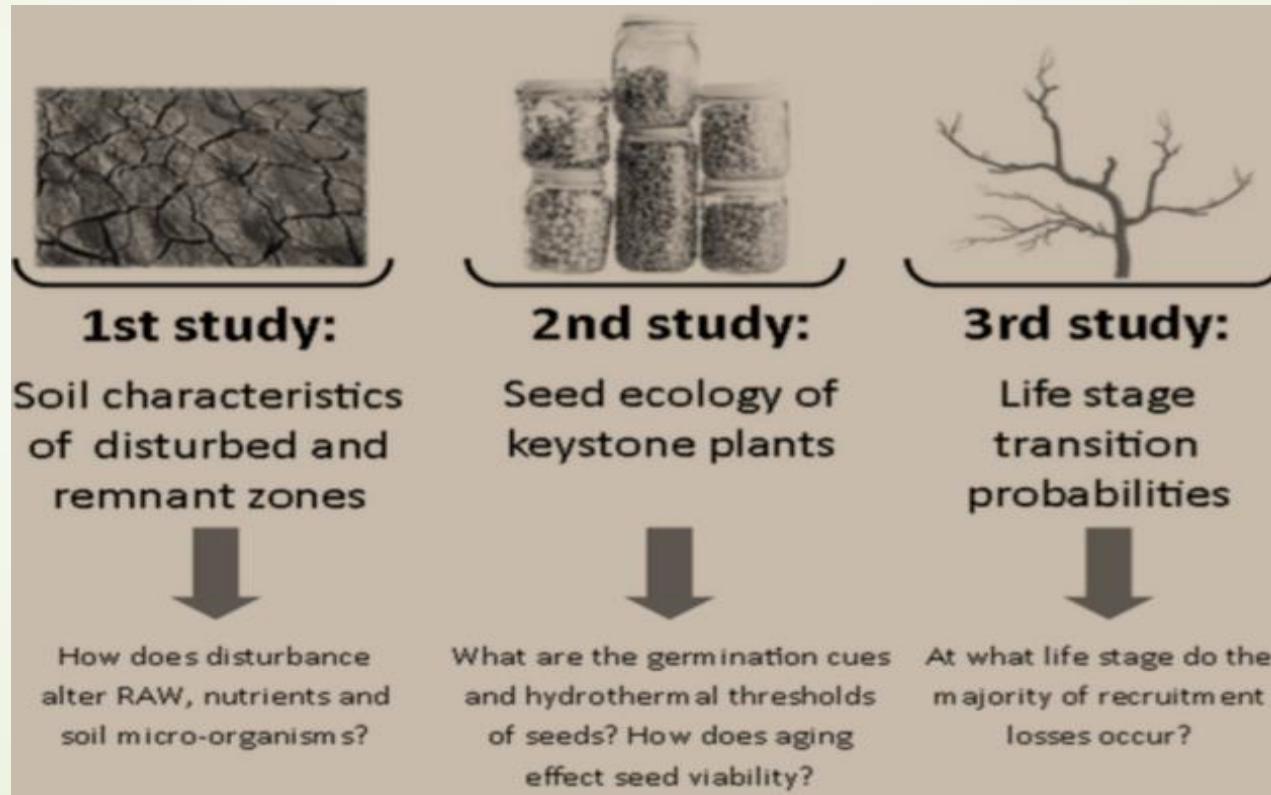 1st study:
Soil characteristics
of disturbed and
remnant zones
How does disturbance
alter RAW, nutrients and
soil micro-organisms?
2nd study:
Seed ecology of
keystone plants
What are the germination cues
and hydrothermal thresholds
of seeds? How does aging
effect seed viability?
3rd study:
Life stage
transition
probabilities
At what life stage do the
majority of recruitment
losses occur?